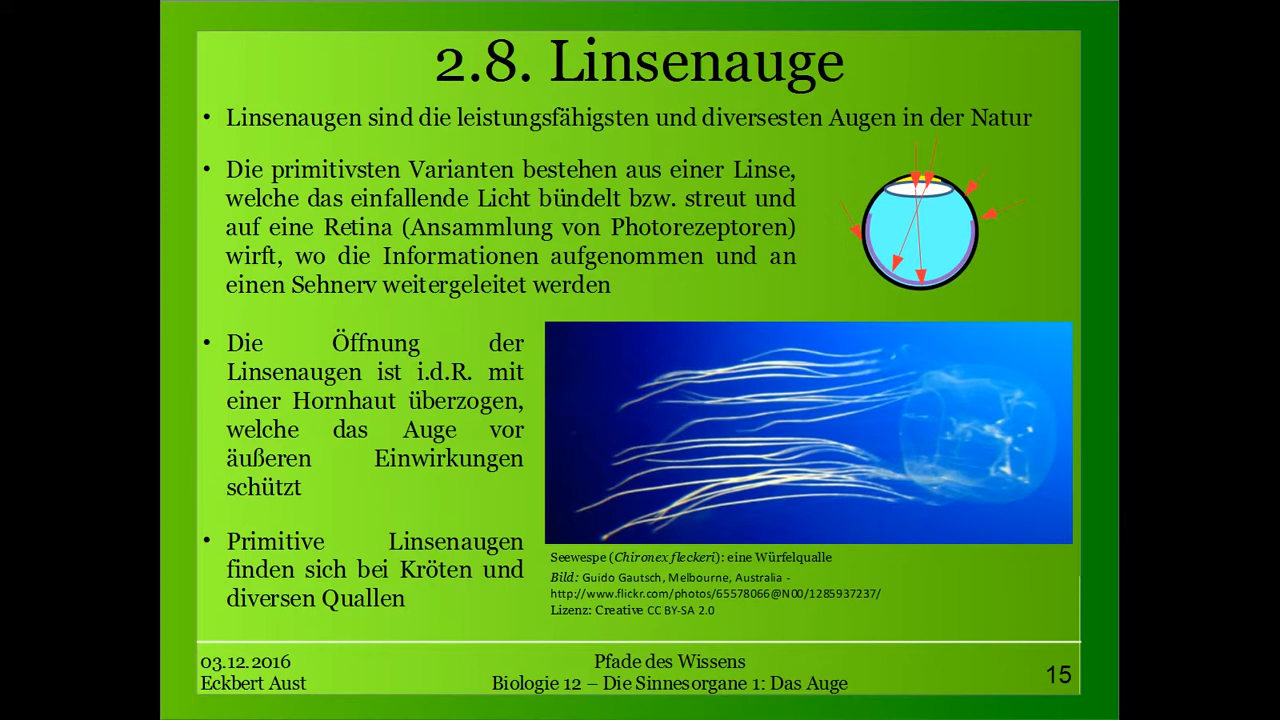 2.8. Linsenauge
• Linsenaugen sind die leistungsfähigsten und diversesten Augen in der Natur
• Die primitivsten Varianten bestehen aus einer Linse,
welche das einfallende Licht bündelt bzw. streut und
auf eine Retina (Ansammlung von Photorezeptoren)
wirft, wo die Informationen aufgenommen und an
einen Sehnerv weitergeleitet werden
• Die Öffnung der
Linsenaugen ist i.d.R. mit
einer Hornhaut überzogen,
welche das Auge vor
äußeren Einwirkungen
schützt
• Primitive Linsenaugen
finden sich bei Kröten und
diversen Quallen
Seewespe (Chironex fleckeri): eine Würfelqualle
Bild: Guido Gautsch, Melbourne, Australia -
http://www.flickr.com/photos/65578066@N00/1285937237/
Lizenz: Creative CC BY-SA 2.0
03.12.2016
Eckbert Aust
Pfade des Wissens
Biologie 12 – Die Sinnesorgane 1: Das Auge
15